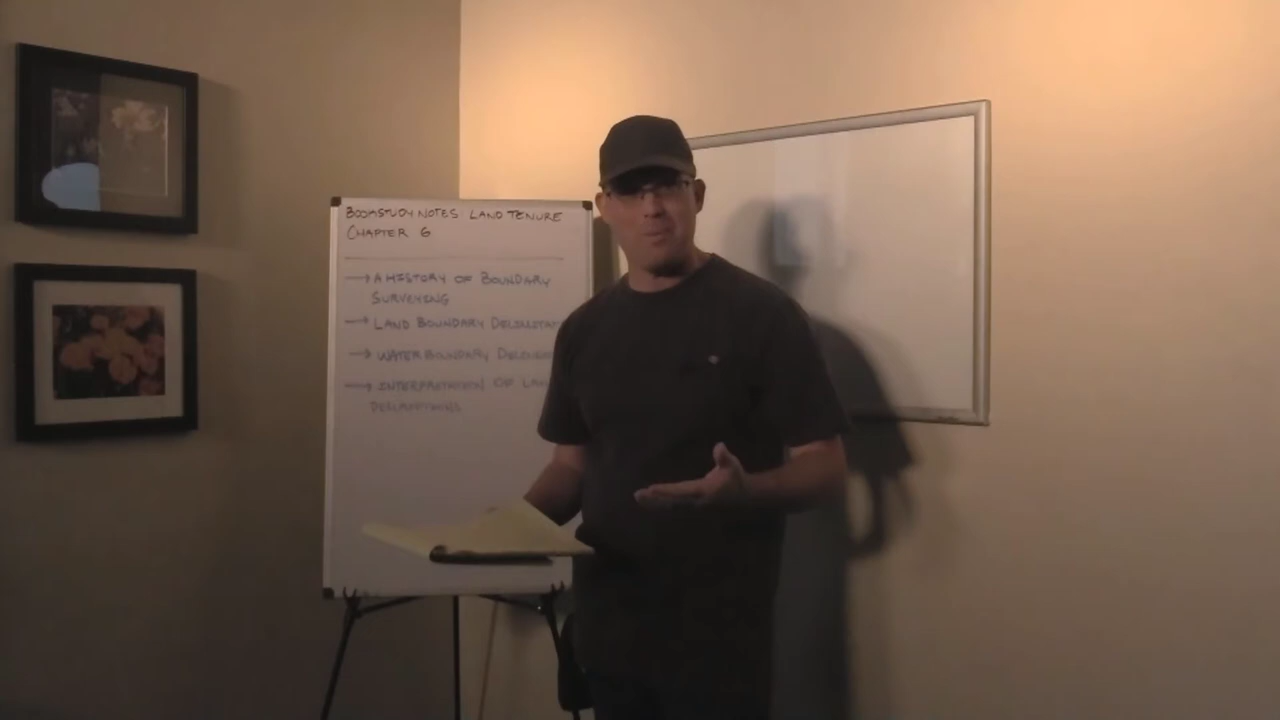 BOOKSTUDY NOTES: LAND TENURE
CHAPTER 6
→ A HISTORY OF BOUNDARY
SURVEYING
→ LAND BOUNDARY
→ WATER BOUNDARY
→ INTERPRETATION OF